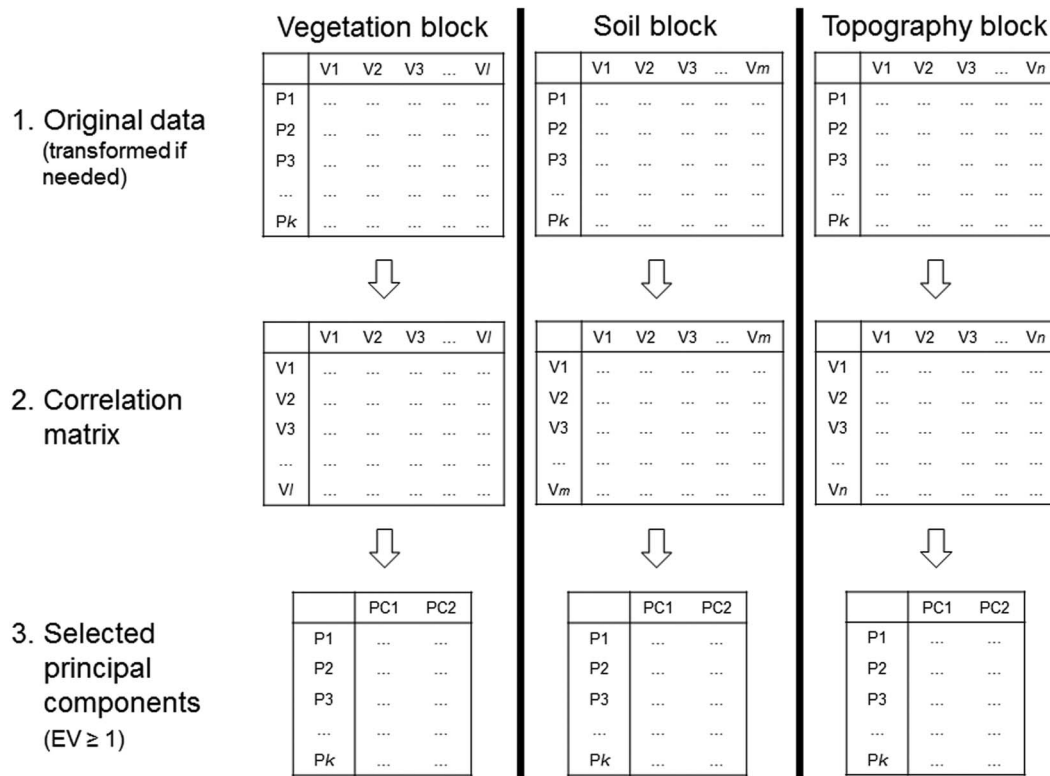 Vegetation block Soil block Topography block
1. Original data
(transformed if
needed)
V1 V2 V3 ... Vl
P1 ... ... ... ... ...
P2 ... ... ... ... ...
P3 ... ... ... ... ...
... ... ... ... ... ...
Pk ... ... ... ... ...
V1 V2 V3 ... Vm
P1 ... ... ... ... ...
P2 ... ... ... ... ...
P3 ... ... ... ... ...
... ... ... ... ... ...
Pk ... ... ... ... ...
V1 V2 V3 ... Vn
P1 ... ... ... ... ...
P2 ... ... ... ... ...
P3 ... ... ... ... ...
... ... ... ... ... ...
Pk ... ... ... ... ...
2. Correlation
matrix
V1 V2 V3 ... Vl
V1 ... ... ... ... ...
V2 ... ... ... ... ...
V3 ... ... ... ... ...
... ... ... ... ... ...
Vl ... ... ... ... ...
V1 V2 V3 ... Vm
V1 ... ... ... ... ...
V2 ... ... ... ... ...
V3 ... ... ... ... ...
... ... ... ... ... ...
Vm ... ... ... ... ...
V1 V2 V3 ... Vn
V1 ... ... ... ... ...
V2 ... ... ... ... ...
V3 ... ... ... ... ...
... ... ... ... ... ...
Vn ... ... ... ... ...
3. Selected
principal
components
(EV ≥ 1)
PC1 PC2
P1 ... ...
P2 ... ...
P3 ... ...
... ... ...
Pk ... ...
PC1 PC2
P1 ... ...
P2 ... ...
P3 ... ...
... ... ...
Pk ... ...
PC1 PC2
P1 ... ...
P2 ... ...
P3 ... ...
... ... ...
Pk ... ...